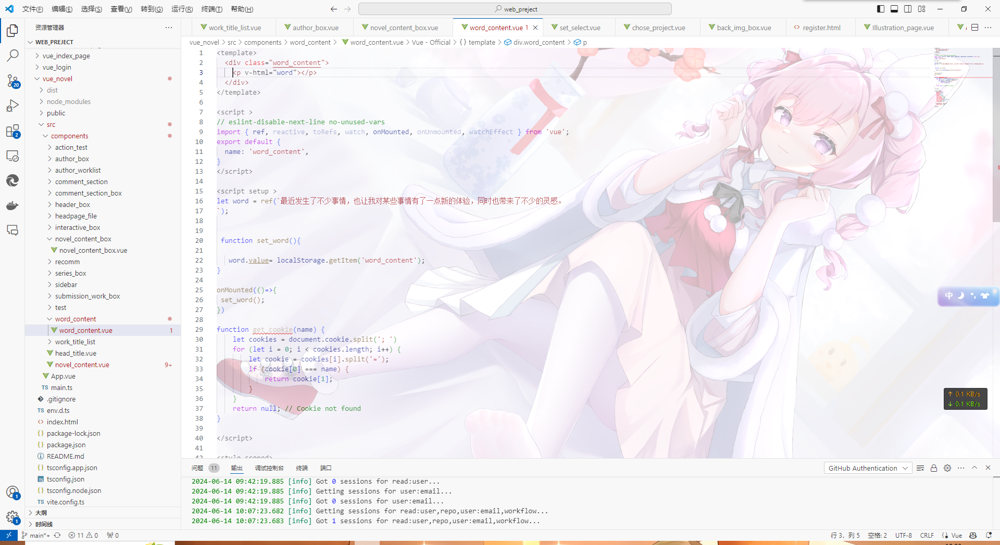 文件(F) 编辑(E) 选择(S) 查看(V) 转到(G) 运行(R) 终端(T) 帮助(H) web_preject
资源管理器
WEB_PREJECT
vue_index_page
vue_login
vue_novel
dist
node_modules
public
src
components
action_test
author_box
author_worklist
comment_section
comment_section_box
header_box
headpage_file
interactive_box
novel_content_box
novel_content_box.vue
recomm
series_box
sidebar
submission_work_box
test
word_content
word_content.vue 1
work_title_list
head_title.vue
novel_content.vue 9+
App.vue
TS main.ts
.gitignore
TS env.d.ts
index.html
package-lock.json
package.json
README.md
tsconfig.app.json
tsconfig.json
tsconfig.node.json
TS vite.config.ts
大纲
时间线
20
2
1
1
work_title_list.vue author_box.vue novel_content_box.vue word_content.vue 1 set_select.vue chose_project.vue back_img_box.vue register.html Illustration_page.vue
vue_novel > src > components > word_content > word_content.vue > Vue - Official > {} template > div.word_content > p
1 <template>
2 <div class="word_content">
3 <p v-html="word"></p>
4 </div>
5 </template>
6
7 <script >
8 // eslint-disable-next-line no-unused-vars
9 import { ref, reactive, toRefs, watch, onMounted, onUnmounted, watchEffect } from 'vue';
10 export default {
11 name: 'word_content',
12 }
13 </script>
14
15 <script setup >
16 let word = ref(`最近发生了不少事情，也让我对某些事情有了一点新的体验，同时也带来了不少的灵感。
17 `);
18
19
20 function set_word(){
21
22 word.value= localStorage.getItem('word_content');
23 }
24
25 onMounted(()=>{
26 set_word();
27 })
28
29 function get_cookie(name) {
30 let cookies = document.cookie.split('; ')
31 for (let i = 0; i < cookies.length; i++) {
32 let cookie = cookies[i].split('=');
33 if (cookie[0] === name) {
34 return cookie[1];
35 }
36 }
37 return null; // Cookie not found
38 }
39
40 </script>
41
42 <style scoped>
中
↑ 0.1 KB/s
↓ 0.1 KB/s
问题 11 输出 调试控制台 终端 端口 GitHub Authentication
2024-06-14 09:42:19.885 [info] Got 0 sessions for read:user...
2024-06-14 09:42:19.885 [info] Getting sessions for user:email...
2024-06-14 09:42:19.885 [info] Got 0 sessions for user:email...
2024-06-14 10:07:23.682 [info] Getting sessions for read:user,repo,user:email,workflow...
2024-06-14 10:07:23.683 [info] Got 1 sessions for read:user,repo,user:email,workflow...
main*+ 11 0 0 行 3，列 5 空格: 2 UTF-8 CRLF Vue